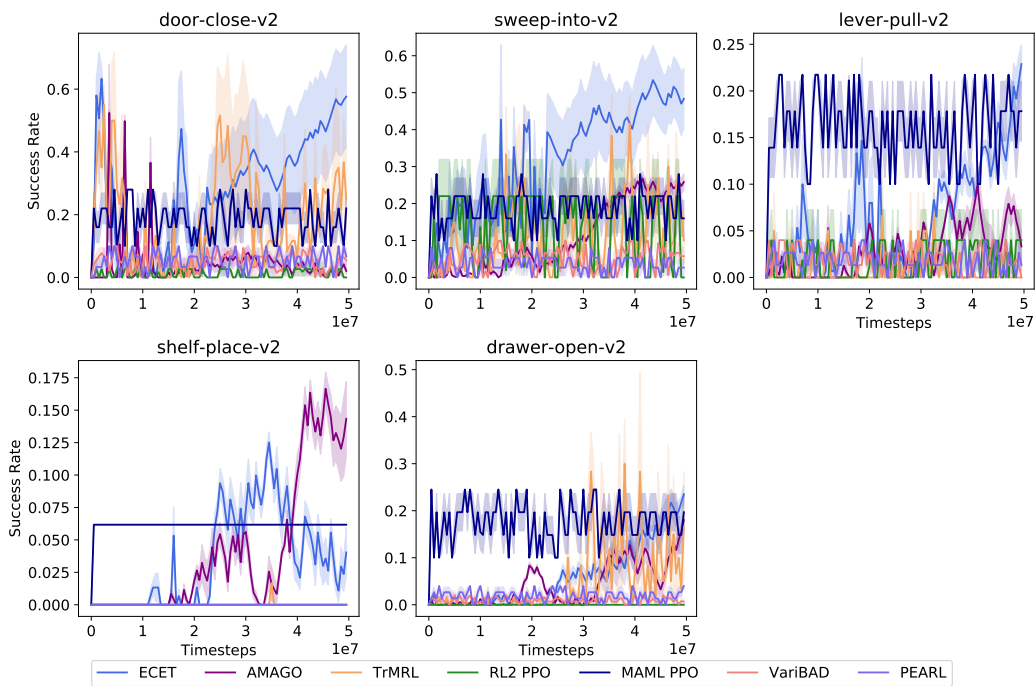 door-close-v2
sweep-into-v2
lever-pull-v2
Success Rate
0.6
0.4
0.2
0.0
0 1 2 3 4 5
1e7
0.6
0.5
0.4
0.3
0.2
0.1
0.0
0 1 2 3 4 5
1e7
0.25
0.20
0.15
0.10
0.05
0.00
0 1 2 3 4 5
Timesteps
1e7
shelf-place-v2
drawer-open-v2
Success Rate
0.175
0.150
0.125
0.100
0.075
0.050
0.025
0.000
0 1 2 3 4 5
Timesteps
1e7
0.5
0.4
0.3
0.2
0.1
0.0
0 1 2 3 4 5
Timesteps
1e7
ECET AMAGO TrMRL RL2 PPO MAML PPO VariBAD PEARL